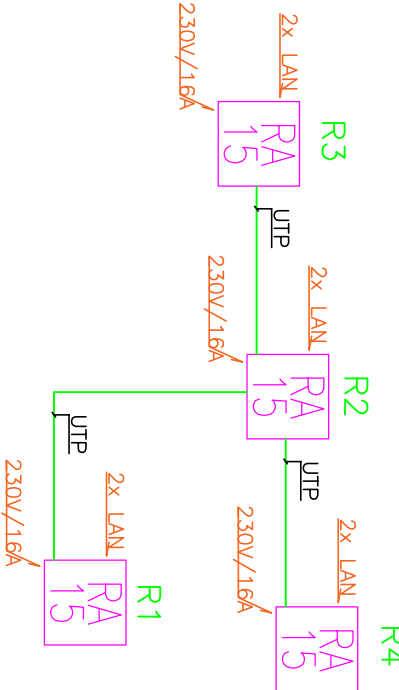 R3
2x LAN
230V/16A
RA
15
UTP
R2
2x LAN
230V/16A
RA
15
UTP
UTP
R1
2x LAN
230V/16A
RA
15
R4
2x LAN
230V/16A
RA
15